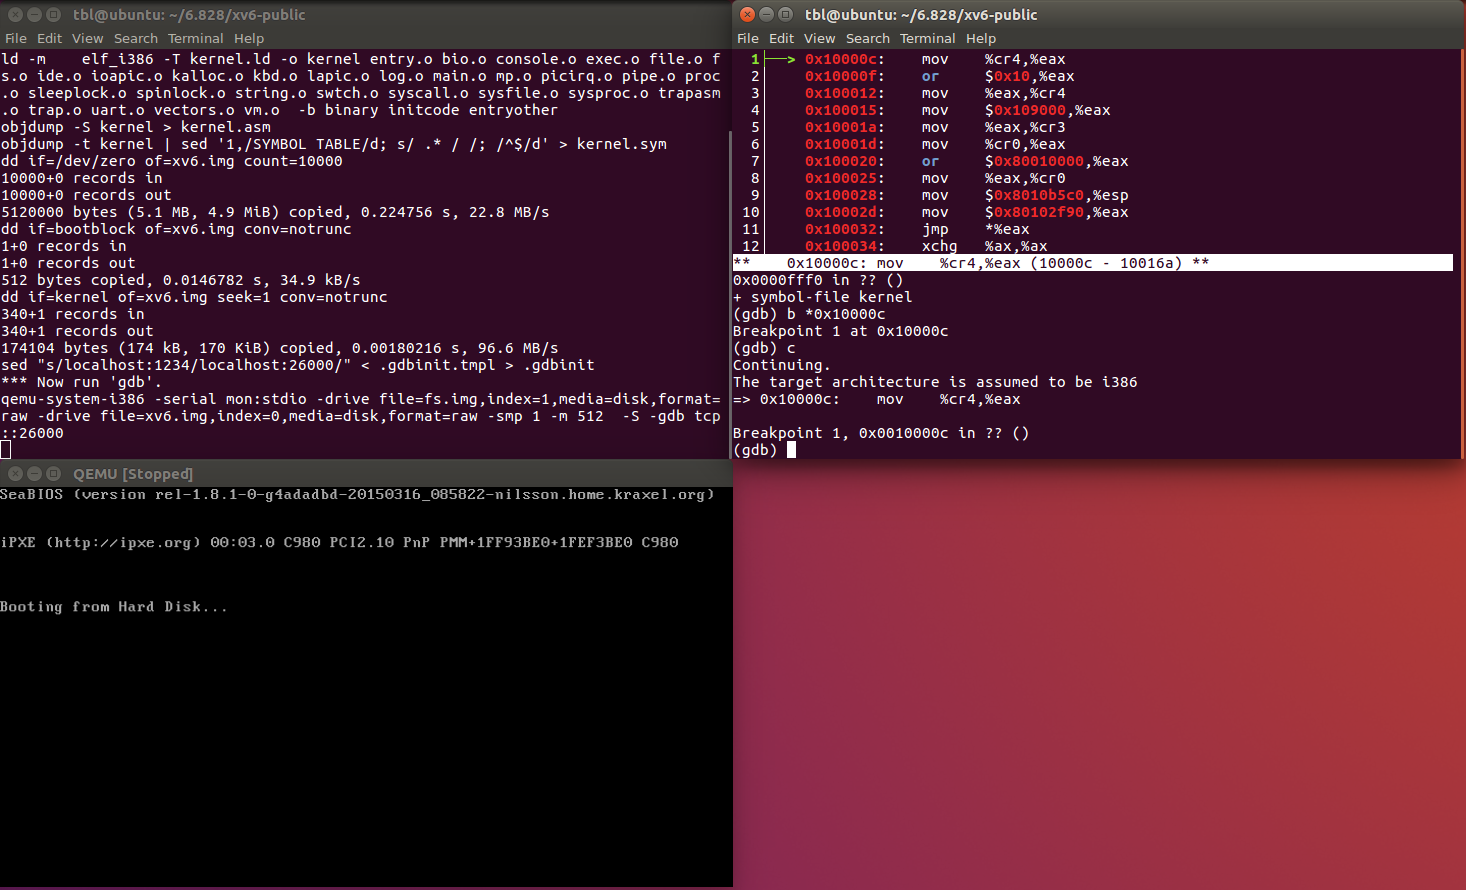 tbl@ubuntu: ~/6.828/xv6-public
File Edit View Search Terminal Help
ld -m    elf_i386 -T kernel.ld -o kernel entry.o bio.o console.o exec.o file.o f
s.o ide.o ioapic.o kalloc.o kbd.o lapic.o log.o main.o mp.o picirq.o pipe.o proc
.o sleeplock.o spinlock.o string.o swtch.o syscall.o sysfile.o sysproc.o trapasm
.o trap.o uart.o vectors.o vm.o  -b binary initcode entryother
objdump -S kernel > kernel.asm
objdump -t kernel | sed '1,/SYMBOL TABLE/d; s/ .* / /; /^$/d' > kernel.sym
dd if=/dev/zero of=xv6.img count=10000
10000+0 records in
10000+0 records out
5120000 bytes (5.1 MB, 4.9 MiB) copied, 0.224756 s, 22.8 MB/s
dd if=bootblock of=xv6.img conv=notrunc
1+0 records in
1+0 records out
512 bytes copied, 0.0146782 s, 34.9 kB/s
dd if=kernel of=xv6.img seek=1 conv=notrunc
340+1 records in
340+1 records out
174104 bytes (174 kB, 170 KiB) copied, 0.00180216 s, 96.6 MB/s
sed "s/localhost:1234/localhost:26000/" < .gdbinit.tmpl > .gdbinit
*** Now run 'gdb'.
qemu-system-i386 -serial mon:stdio -drive file=fs.img,index=1,media=disk,format=
raw -drive file=xv6.img,index=0,media=disk,format=raw -smp 1 -m 512  -S -gdb tcp
::26000
tbl@ubuntu: ~/6.828/xv6-public
File Edit View Search Terminal Help
1 --> 0x10000c:    mov    %cr4,%eax
2     0x10000f:    or     $0x10,%eax
3     0x100012:    mov    %eax,%cr4
4     0x100015:    mov    $0x109000,%eax
5     0x10001a:    mov    %eax,%cr3
6     0x10001d:    mov    %cr0,%eax
7     0x100020:    or     $0x80010000,%eax
8     0x100025:    mov    %eax,%cr0
9     0x100028:    mov    $0x8010b5c0,%esp
10    0x10002d:    mov    $0x80102f90,%eax
11    0x100032:    jmp    *%eax
12    0x100034:    xchg   %ax,%ax
**    0x10000c: mov    %cr4,%eax (10000c - 10016a) **
0x0000fff0 in ?? ()
+ symbol-file kernel
(gdb) b *0x10000c
Breakpoint 1 at 0x10000c
(gdb) c
Continuing.
The target architecture is assumed to be i386
=> 0x10000c:    mov    %cr4,%eax
Breakpoint 1, 0x0010000c in ?? ()
(gdb)
QEMU [Stopped]
SeaBIOS (version rel-1.8.1-0-g4adadbd-20150316_085822-nilsson.home.kraxel.org)
iPXE (http://ipxe.org) 00:03.0 C980 PCI2.10 PnP PMM+1FF93BE0+1FEF3BE0 C980
Booting from Hard Disk...